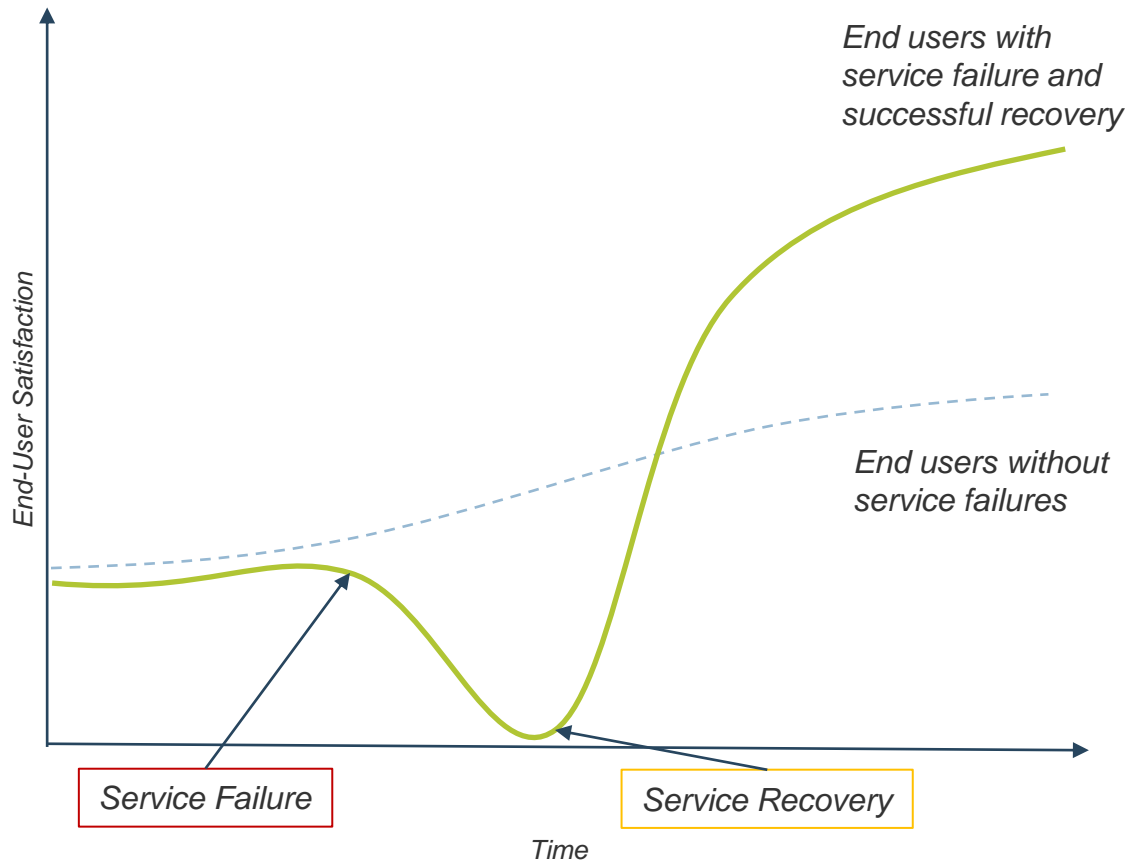 End users with
service failure and
successful recovery
End-User Satisfaction
End users without
service failures
Service Failure
Service Recovery
Time